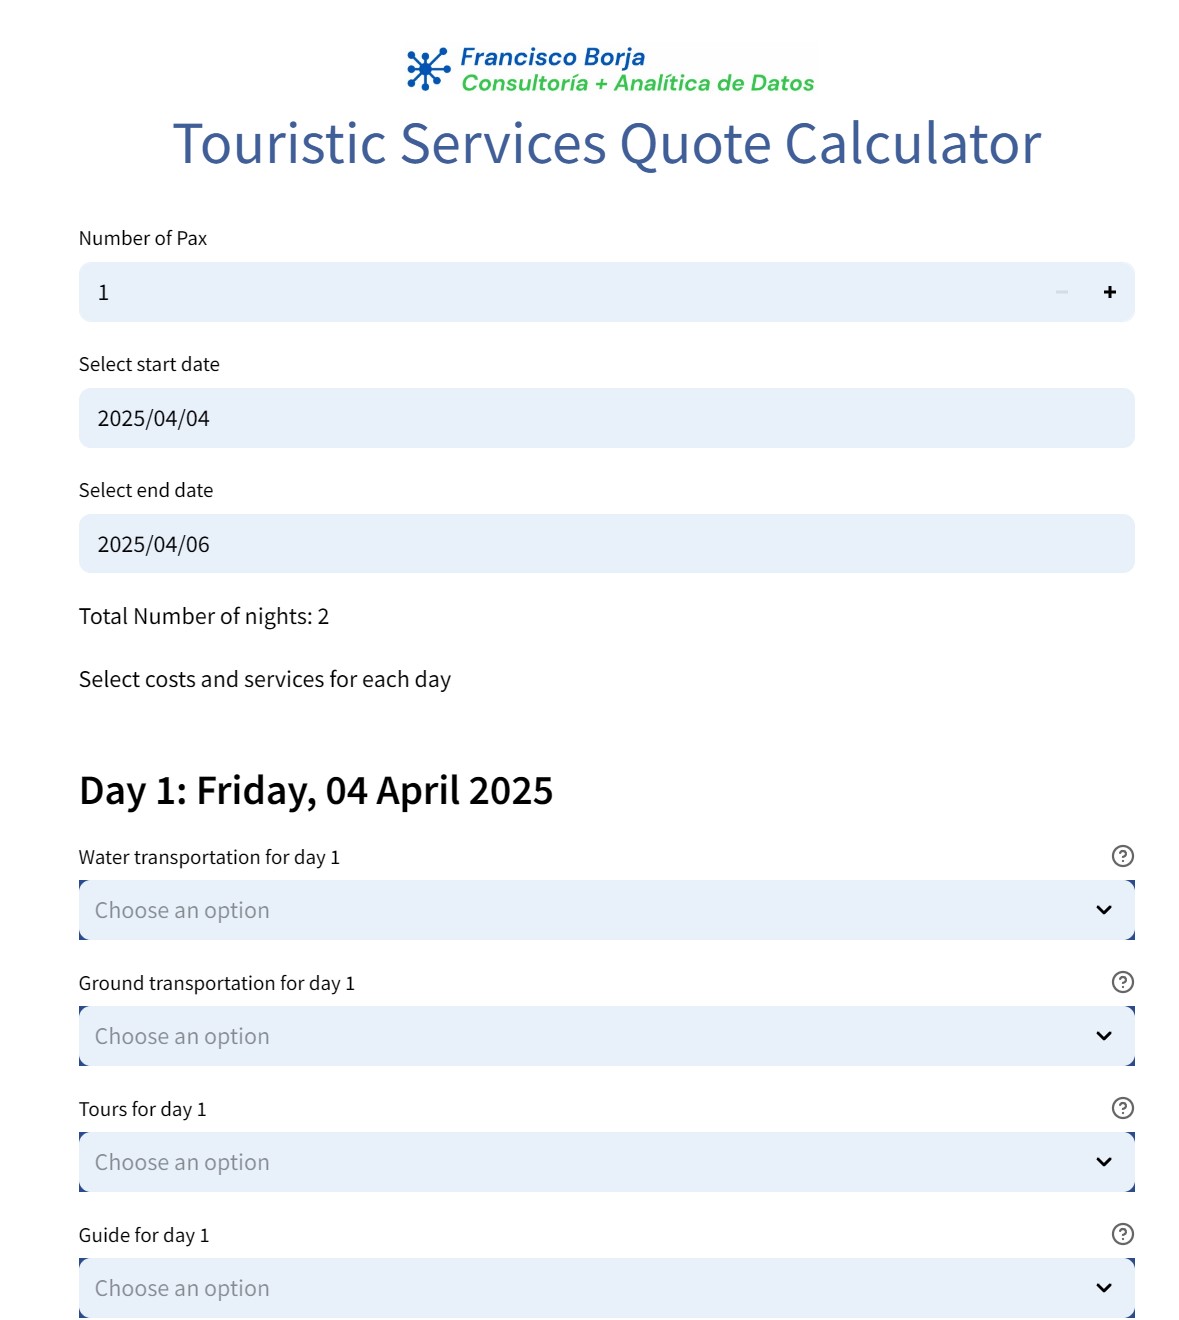 Francisco Borja
Consultoría + Analítica de Datos
Touristic Services Quote Calculator
Number of Pax
1
Select start date
2025/04/04
Select end date
2025/04/06
Total Number of nights: 2
Select costs and services for each day
Day 1: Friday, 04 April 2025
Water transportation for day 1
Choose an option
Ground transportation for day 1
Choose an option
Tours for day 1
Choose an option
Guide for day 1
Choose an option